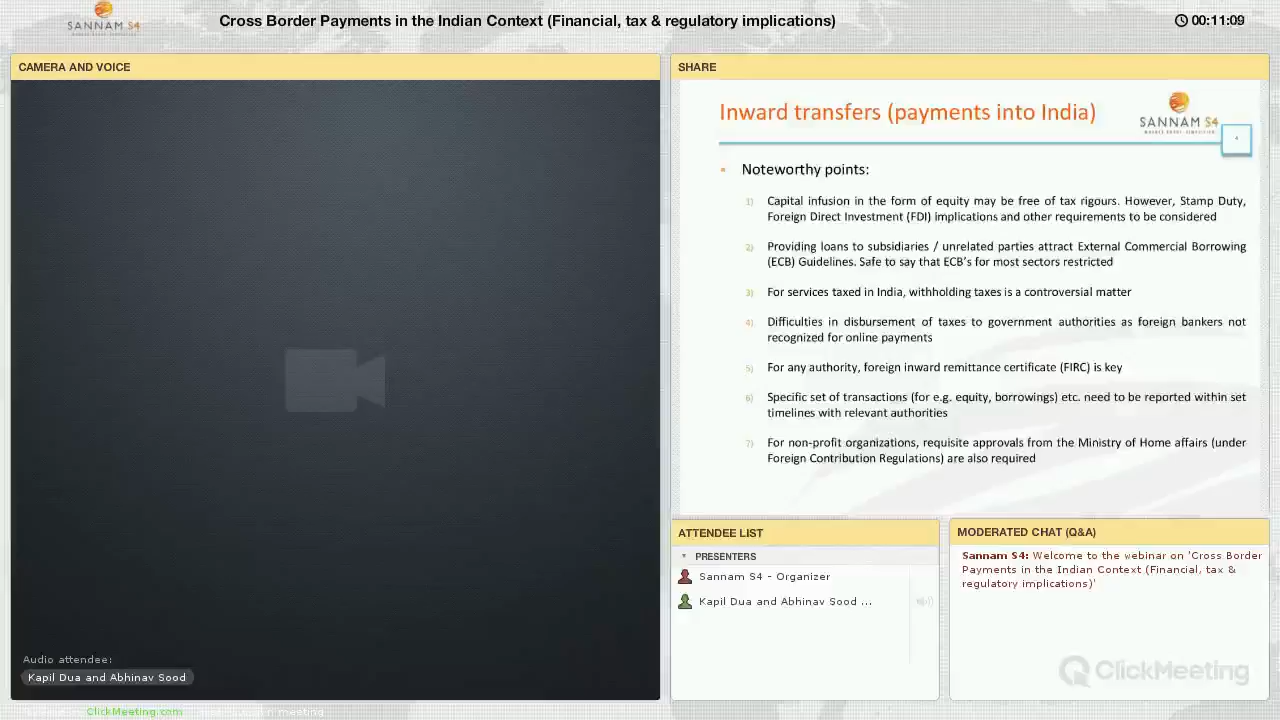 SANNAM S4
Cross Border Payments in the Indian Context (Financial, tax & regulatory implications)
00:11:09
CAMERA AND VOICE
Audio attendee:
Kapil Dua and Abhinav Sood
ClickMeeting.com
meeting
SHARE
Inward transfers (payments into India)
SANNAM S4
MARKET ENTRY. SIMPLIFIED
4
▪ Noteworthy points:
1) Capital infusion in the form of equity may be free of tax rigours. However, Stamp Duty,
Foreign Direct Investment (FDI) implications and other requirements to be considered
2) Providing loans to subsidiaries / unrelated parties attract External Commercial Borrowing
(ECB) Guidelines. Safe to say that ECB's for most sectors restricted
3) For services taxed in India, withholding taxes is a controversial matter
4) Difficulties in disbursement of taxes to government authorities as foreign bankers not
recognized for online payments
5) For any authority, foreign inward remittance certificate (FIRC) is key
6) Specific set of transactions (for e.g. equity, borrowings) etc. need to be reported within set
timelines with relevant authorities
7) For non-profit organizations, requisite approvals from the Ministry of Home affairs (under
Foreign Contribution Regulations) are also required
ATTENDEE LIST
PRESENTERS
Sannam S4 - Organizer
Kapil Dua and Abhinav Sood ...
MODERATED CHAT (Q&A)
Sannam S4: Welcome to the webinar on 'Cross Border
Payments in the Indian Context (Financial, tax &
regulatory implications)'
ClickMeeting